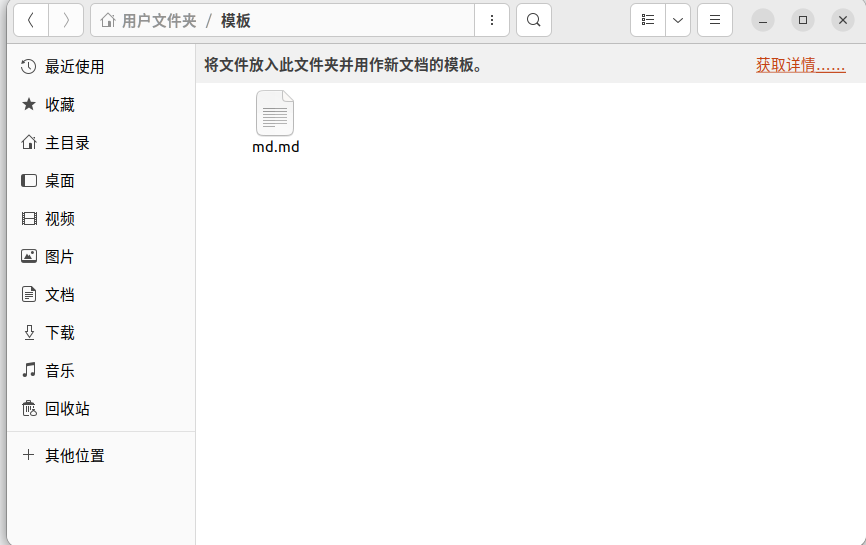 用户文件夹 / 模板
最近使用
收藏
主目录
桌面
视频
图片
文档
下载
音乐
回收站
其他位置
将文件放入此文件夹并用作新文档的模板。
获取详情……
md.md